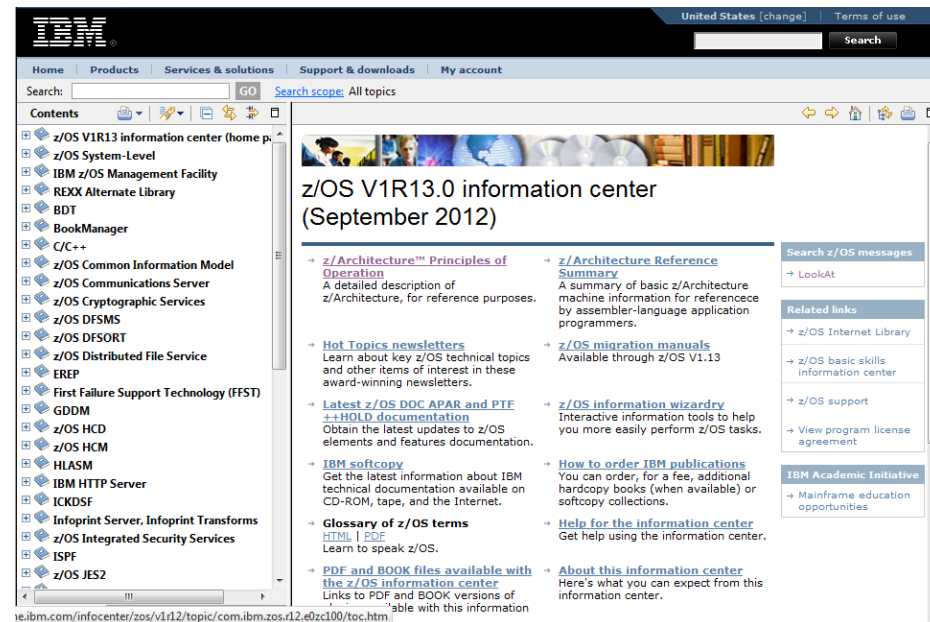 United States [change] | Terms of use
IBM®
Search
Home | Products | Services & solutions | Support & downloads | My account
Search: GO Search scope: All topics
Contents
z/OS V1R13 information center (home pa
z/OS System-Level
IBM z/OS Management Facility
REXX Alternate Library
BDT
BookManager
C/C++
z/OS Common Information Model
z/OS Communications Server
z/OS Cryptographic Services
z/OS DFSMS
z/OS DFSORT
z/OS Distributed File Service
EREP
First Failure Support Technology (FFST)
GDDM
z/OS HCD
z/OS HCM
HLASM
IBM HTTP Server
ICKDSF
Infoprint Server, Infoprint Transforms
z/OS Integrated Security Services
ISPF
z/OS JES2
z/OS V1R13.0 information center
(September 2012)
z/Architecture™ Principles of
Operation
A detailed description of
z/Architecture, for reference purposes.
z/Architecture Reference
Summary
A summary of basic z/Architecture
machine information for referencece
by assembler-language application
programmers.
Hot Topics newsletters
Learn about key z/OS technical topics
and other items of interest in these
award-winning newsletters.
z/OS migration manuals
Available through z/OS V1.13
Latest z/OS DOC APAR and PTF
++HOLD documentation
Obtain the latest updates to z/OS
elements and features documentation.
z/OS information wizardry
Interactive information tools to help
you more easily perform z/OS tasks.
IBM softcopy
Get the latest information about IBM
technical documentation available on
CD-ROM, tape, and the Internet.
How to order IBM publications
You can order, for a fee, additional
hardcopy books (when available) or
softcopy collections.
Glossary of z/OS terms
HTML | PDF
Learn to speak z/OS.
Help for the information center
Get help using the information center.
PDF and BOOK files available with
the z/OS information center
Links to PDF and BOOK versions of
able with this information
About this information center
Here's what you can expect from this
information center.
Search z/OS messages
LookAt
Related links
z/OS Internet Library
z/OS basic skills
information center
z/OS support
View program license
agreement
IBM Academic Initiative
Mainframe education
opportunities
ne.ibm.com/infocenter/zos/v1r12/topic/com.ibm.zos.r12.e0zc100/toc.htm